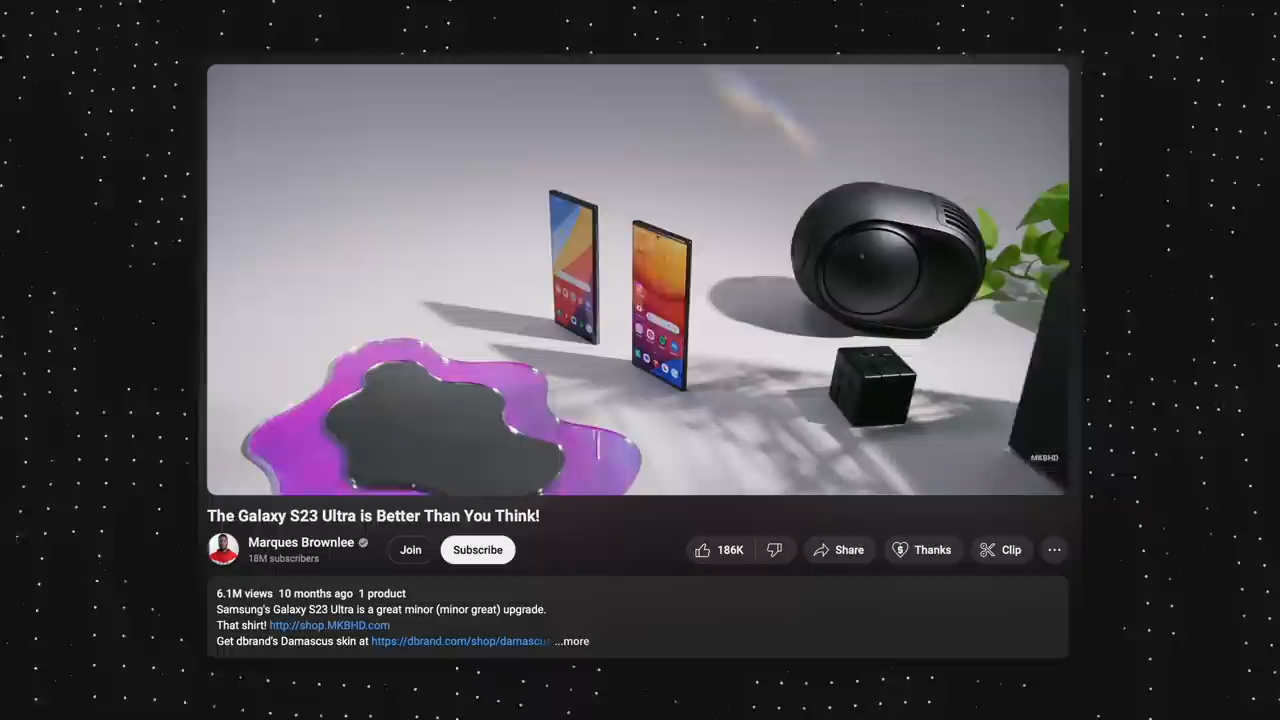 MKBHD
The Galaxy S23 Ultra is Better Than You Think!
Marques Brownlee
18M subscribers
Join
Subscribe
186K
Share
Thanks
Clip
6.1M views 10 months ago 1 product
Samsung's Galaxy S23 Ultra is a great minor (minor great) upgrade.
That shirt! http://shop.MKBHD.com
Get dbrand's Damascus skin at https://dbrand.com/shop/damascu ...more